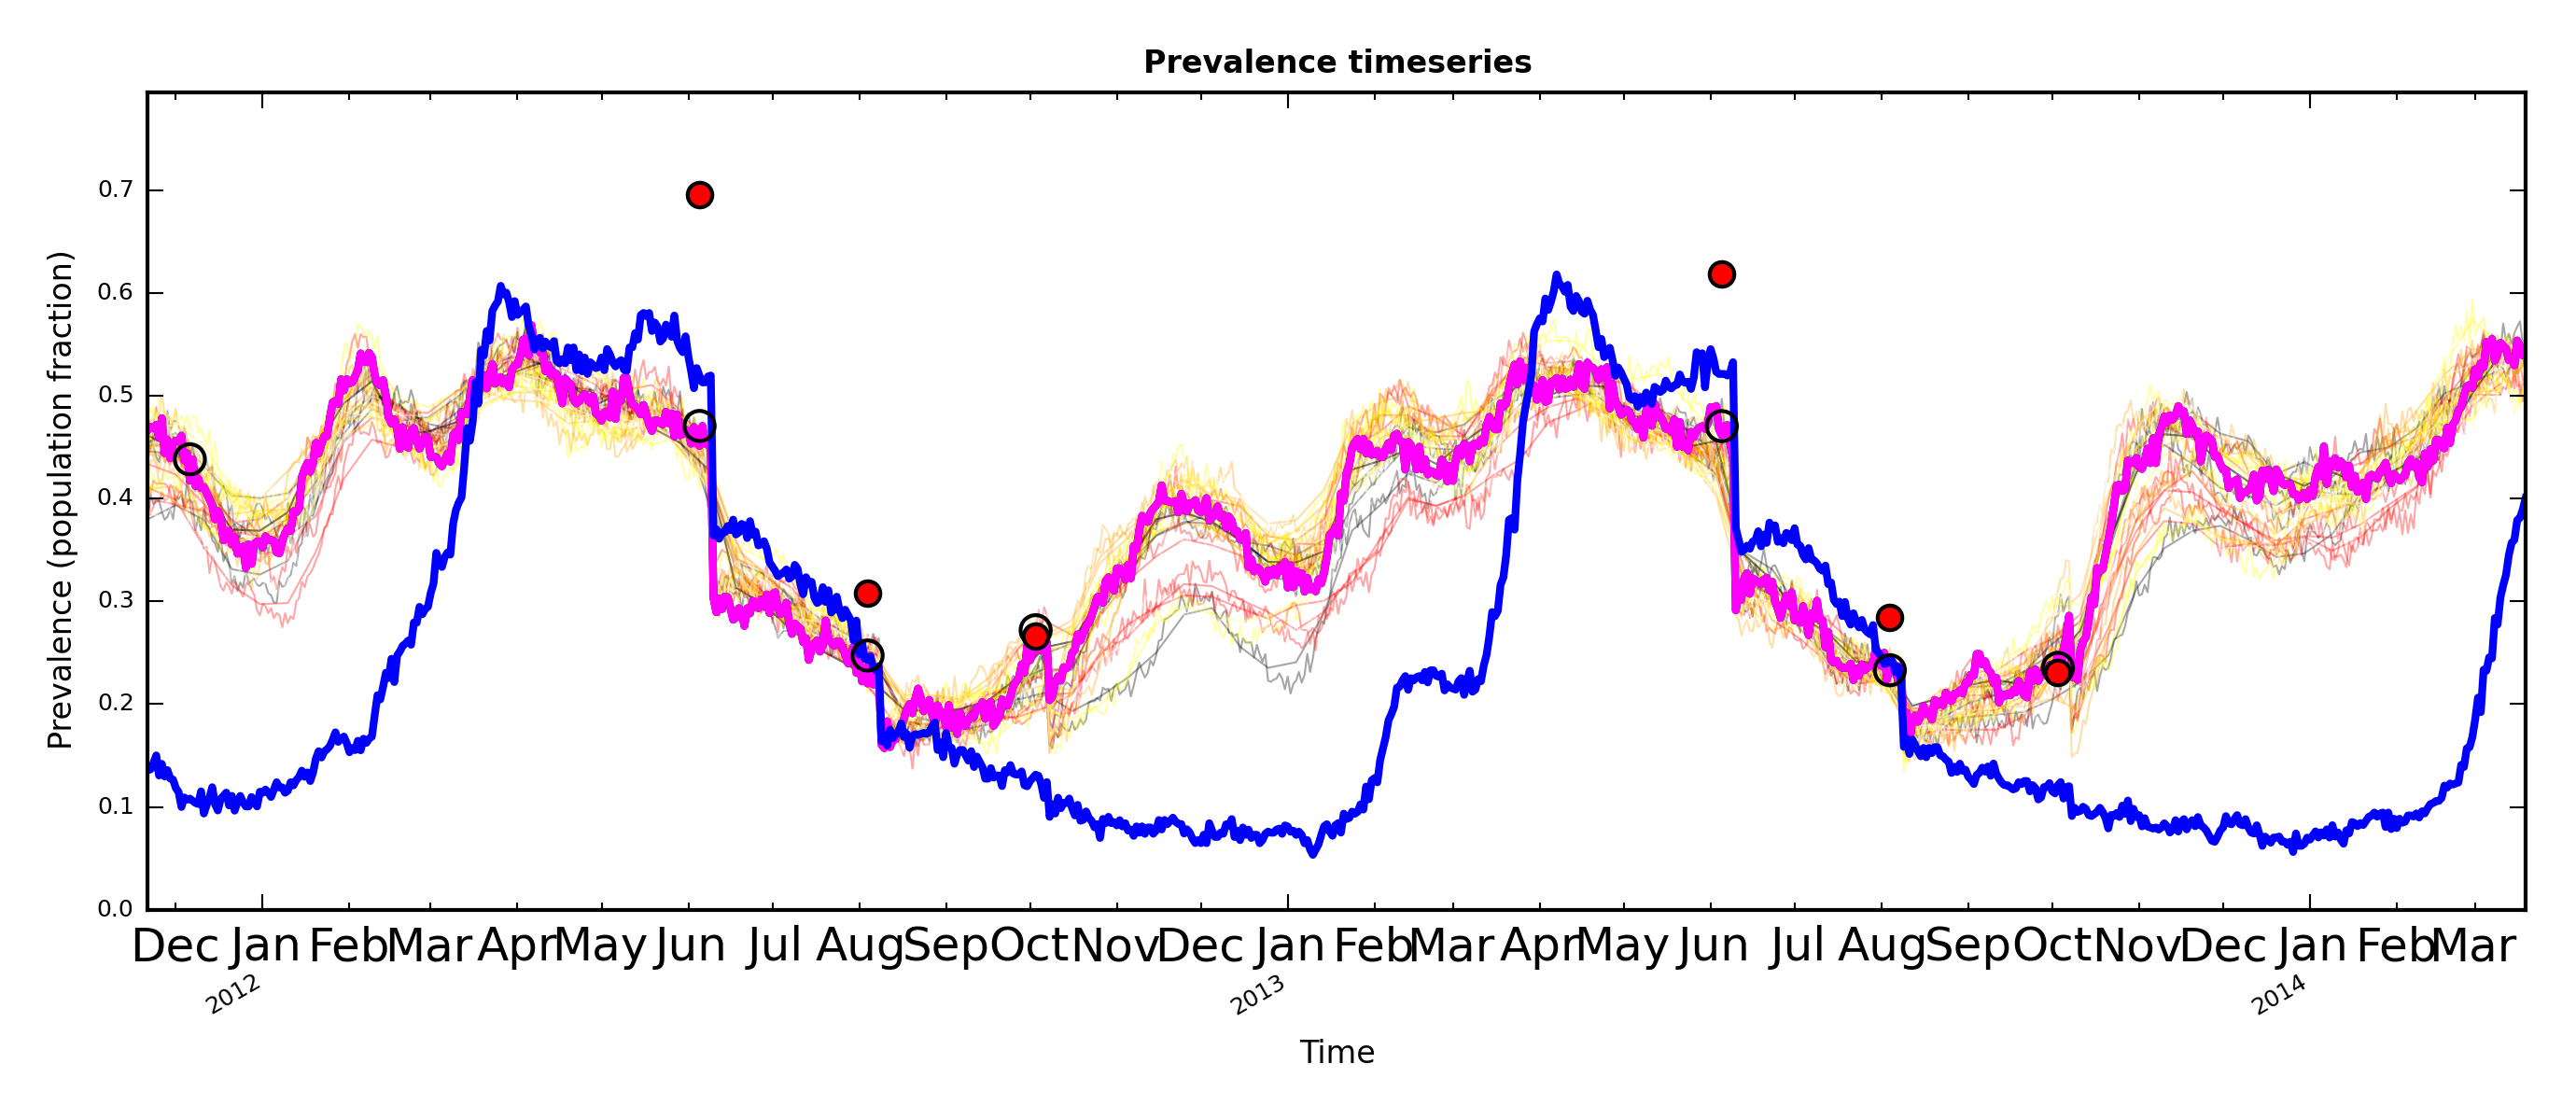 Prevalence timeseries
Prevalence (population fraction)
0.7
0.6
0.5
0.4
0.3
0.2
0.1
0.0
Dec Jan Feb Mar Apr May Jun Jul Aug Sep Oct Nov Dec Jan Feb Mar Apr May Jun Jul Aug Sep Oct Nov Dec Jan Feb Mar
2012 2013 2014
Time